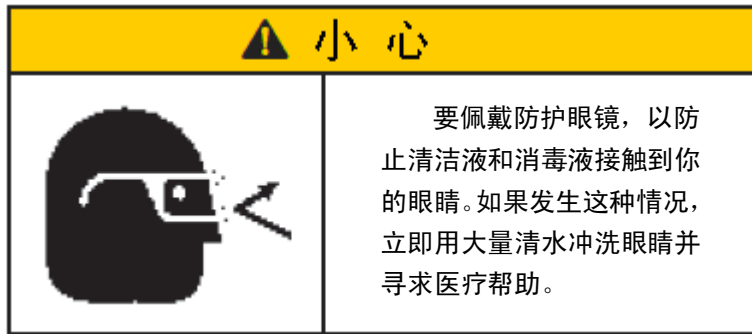 小心
要佩戴防护眼镜，以防
止清洁液和消毒液接触到你
的眼睛。如果发生这种情况，
立即用大量清水冲洗眼睛并
寻求医疗帮助。